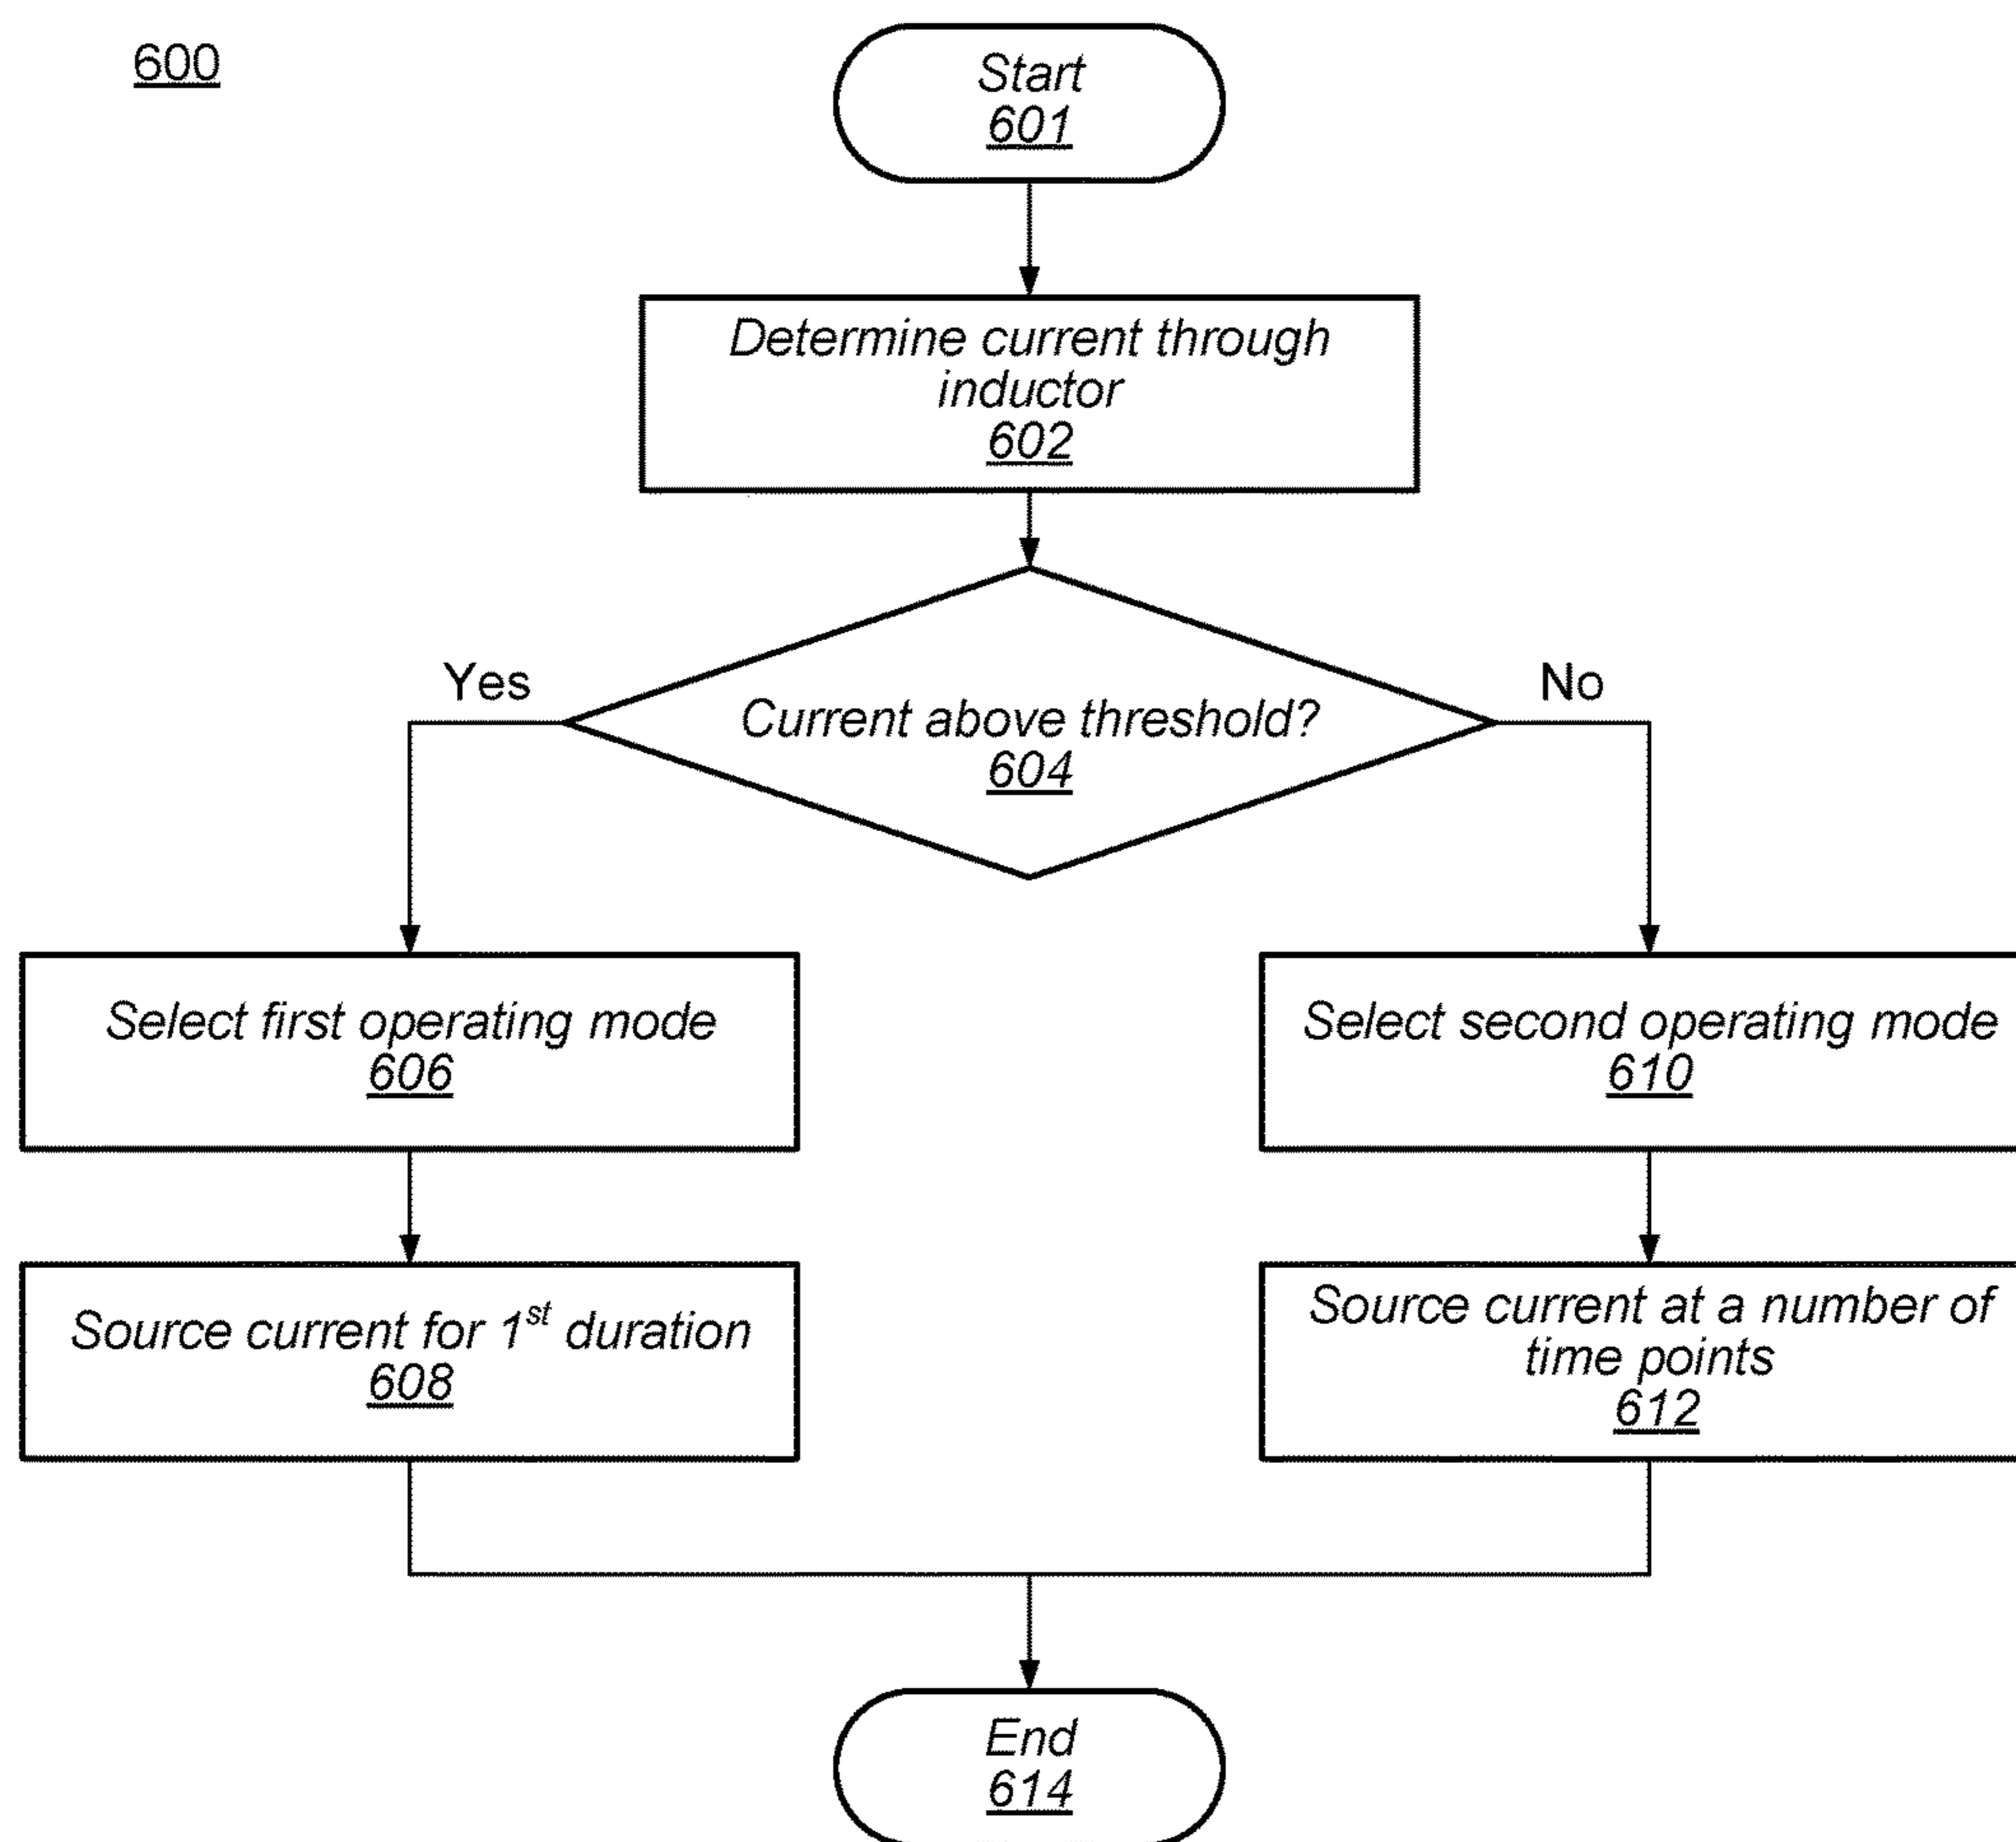 600
Start
601
Determine current through
inductor
602
Yes
No
Current above threshold?
604
Select first operating mode
606
Select second operating mode
610
Source current for 1st duration
608
Source current at a number of
time points
612
End
614